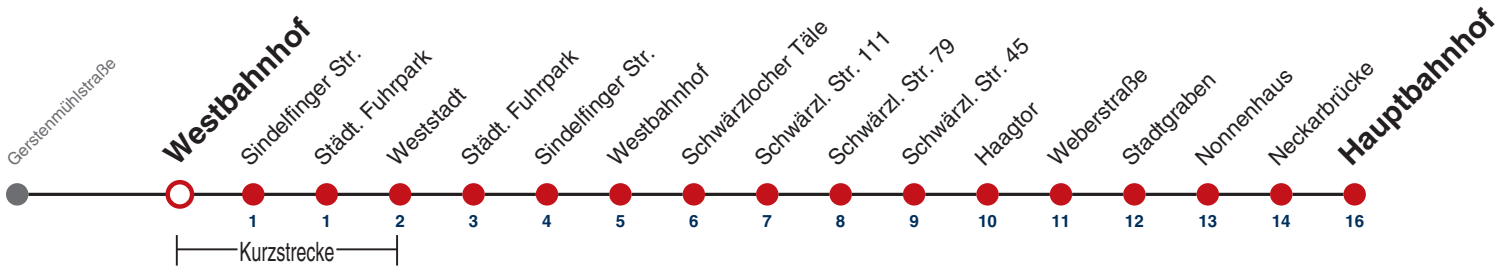 Gerstenmühlstraße
Westbahnhof
Sindelfinger Str.
Städt. Fuhrpark
Weststadt
Städt. Fuhrpark
Sindelfinger Str.
Westbahnhof
Schwärzlocher Täle
Schwärzl. Str. 111
Schwärzl. Str. 79
Schwärzl. Str. 45
Haagtor
Weberstraße
Stadtgraben
Nonnenhaus
Neckarbrücke
Hauptbahnhof
1 1 2 3 4 5 6 7 8 9 10 11 12 13 14 16
Kurzstrecke